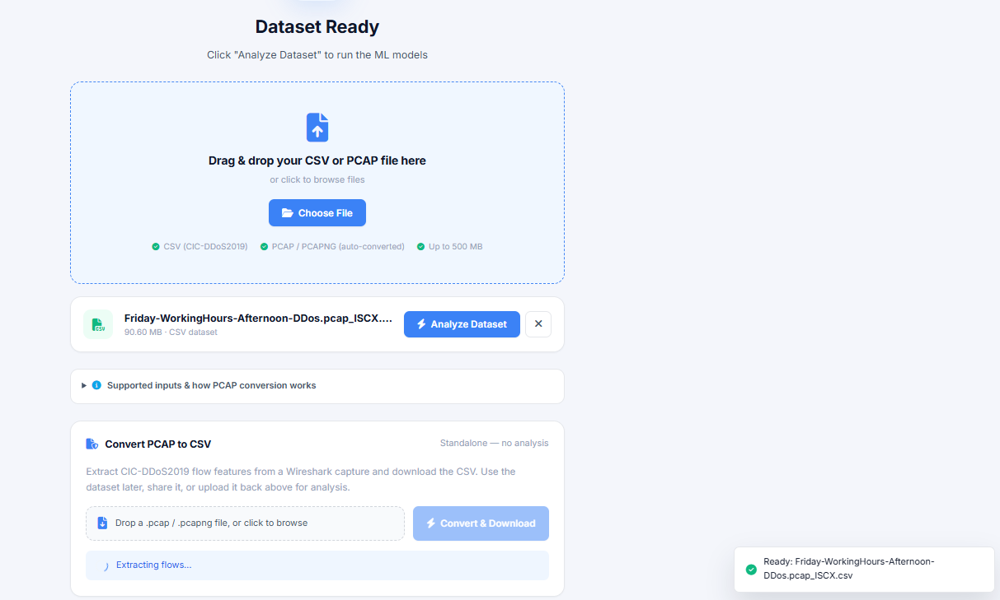 Dataset Ready
Click "Analyze Dataset" to run the ML models
Drag & drop your CSV or PCAP file here
or click to browse files
Choose File
CSV (CIC-DDoS2019) PCAP / PCAPNG (auto-converted) Up to 500 MB
CSV
Friday-WorkingHours-Afternoon-DDos.pcap_ISCX....
90.60 MB · CSV dataset
Analyze Dataset
Supported inputs & how PCAP conversion works
Convert PCAP to CSV
Standalone — no analysis
Extract CIC-DDoS2019 flow features from a Wireshark capture and download the CSV. Use the
dataset later, share it, or upload it back above for analysis.
Drop a .pcap / .pcapng file, or click to browse
Convert & Download
Extracting flows...
Ready: Friday-WorkingHours-Afternoon-
DDos.pcap_ISCX.csv